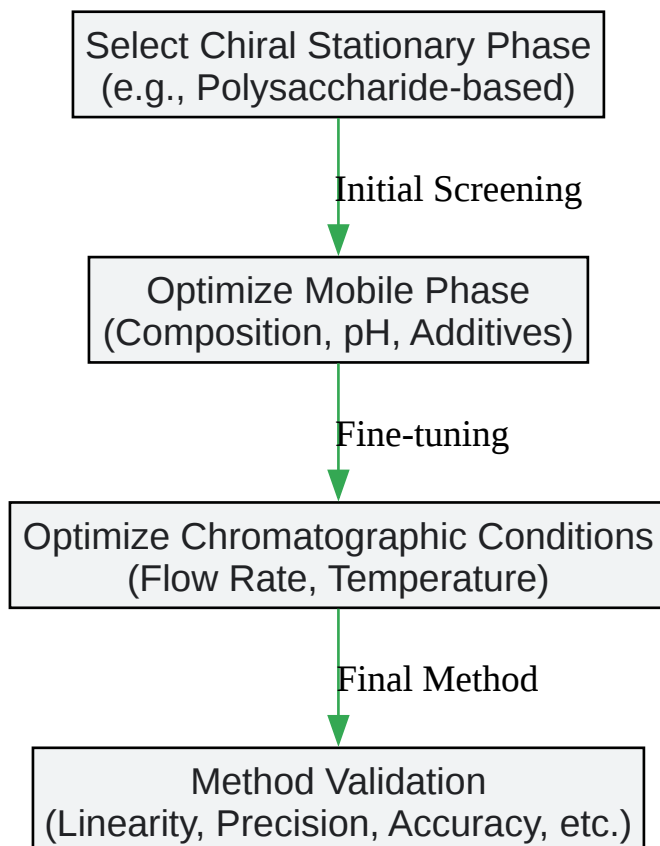 Select Chiral Stationary Phase
(e.g., Polysaccharide-based)
Initial Screening
Optimize Mobile Phase
(Composition, pH, Additives)
Fine-tuning
Optimize Chromatographic Conditions
(Flow Rate, Temperature)
Final Method
Method Validation
(Linearity, Precision, Accuracy, etc.)